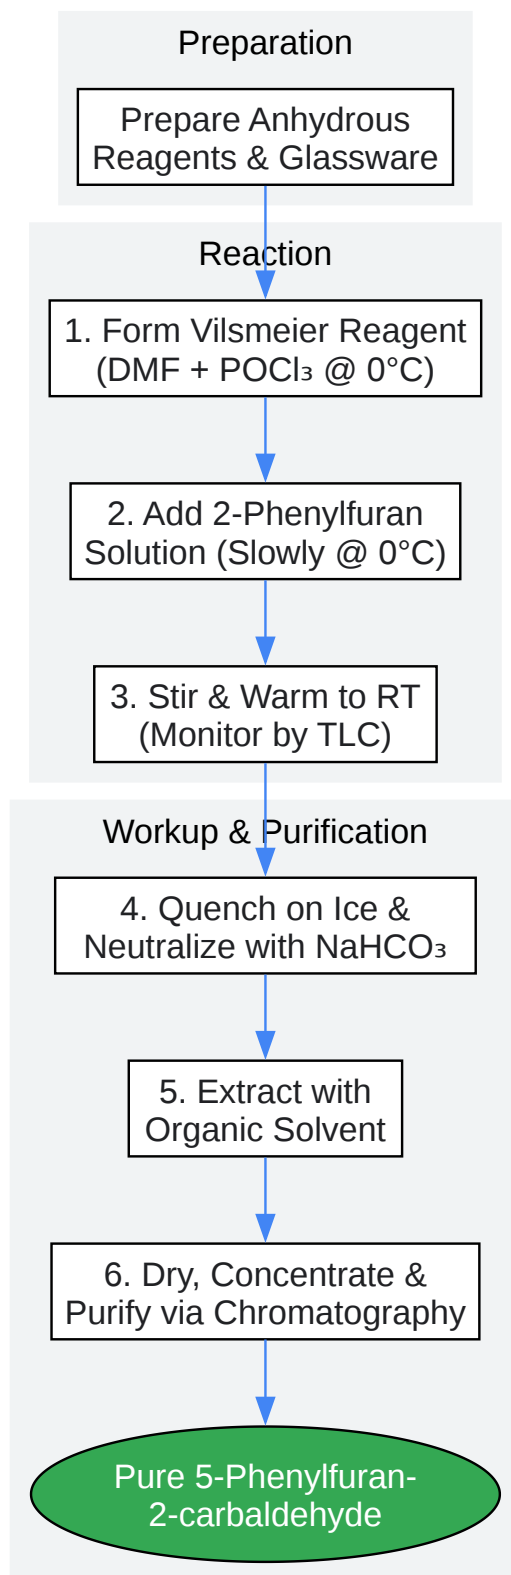 Preparation
Prepare Anhydrous
Reagents & Glassware
Reaction
1. Form Vilsmeier Reagent
(DMF + POCl₃ @ 0°C)
2. Add 2-Phenylfuran
Solution (Slowly @ 0°C)
3. Stir & Warm to RT
(Monitor by TLC)
Workup & Purification
4. Quench on Ice &
Neutralize with NaHCO₃
5. Extract with
Organic Solvent
6. Dry, Concentrate &
Purify via Chromatography
Pure 5-Phenylfuran-
2-carbaldehyde